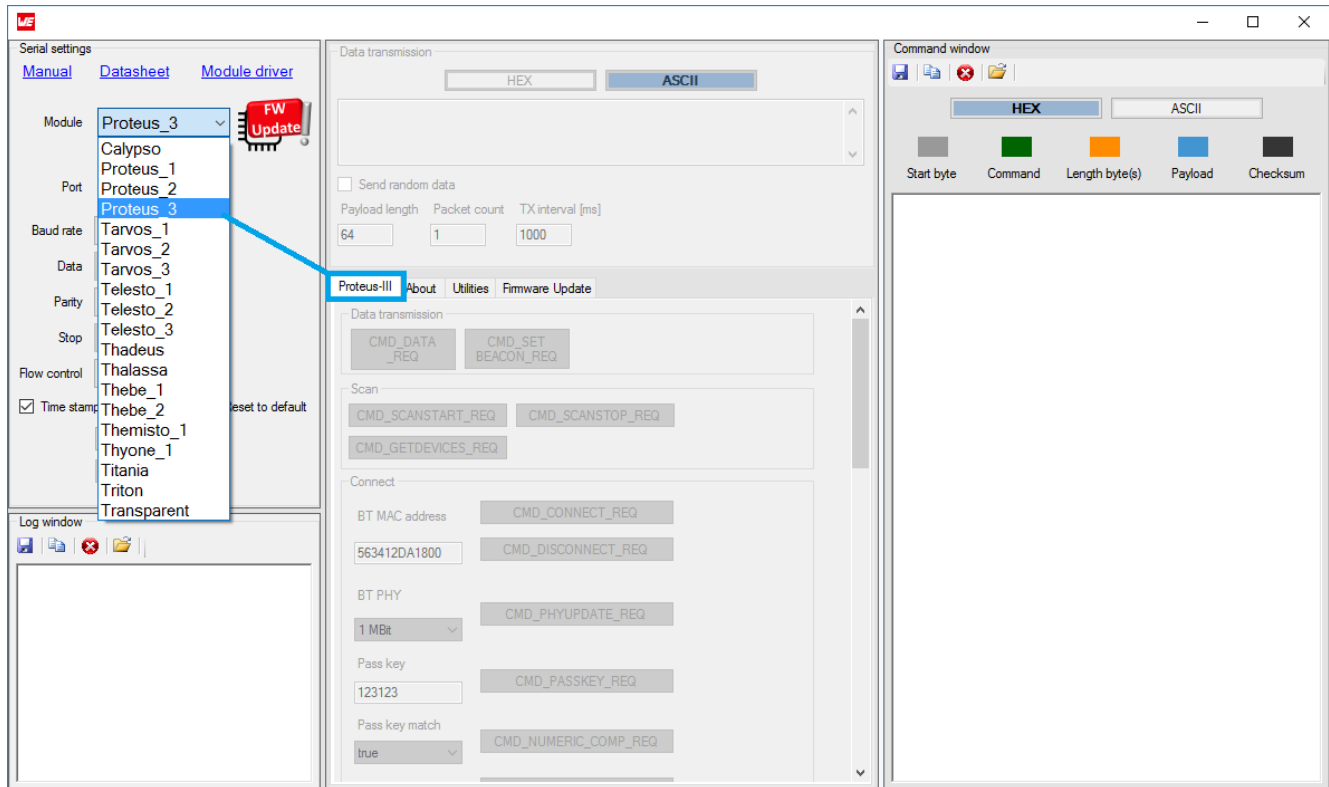 WE
Serial settings
Manual Datasheet Module driver
Module Proteus_3
FW
Update
Calypso
Proteus_1
Port Proteus_2
Proteus_3
Baud rate Tarvos_1
Tarvos_2
Data Tarvos_3
Telesto_1
Parity Telesto_2
Stop Telesto_3
Thadeus
Flow control Thalassa
Thebe_1
Time stamp Thebe_2 Reset to default
Themisto_1
Thyone_1
Titania
Triton
Transparent
Log window
Data transmission
HEX ASCII
Send random data
Payload length Packet count TX interval [ms]
64 1 1000
Proteus-III About Utilities Firmware Update
Data transmission
CMD_DATA
_REQ
CMD_SET
BEACON_REQ
Scan
CMD_SCANSTART_REQ CMD_SCANSTOP_REQ
CMD_GETDEVICES_REQ
Connect
BT MAC address CMD_CONNECT_REQ
563412DA1800 CMD_DISCONNECT_REQ
BT PHY
CMD_PHYUPDATE_REQ
1 MBit
Pass key
CMD_PASSKEY_REQ
123123
Pass key match
CMD_NUMERIC_COMP_REQ
true
Command window
HEX ASCII
Start byte Command Length byte(s) Payload Checksum